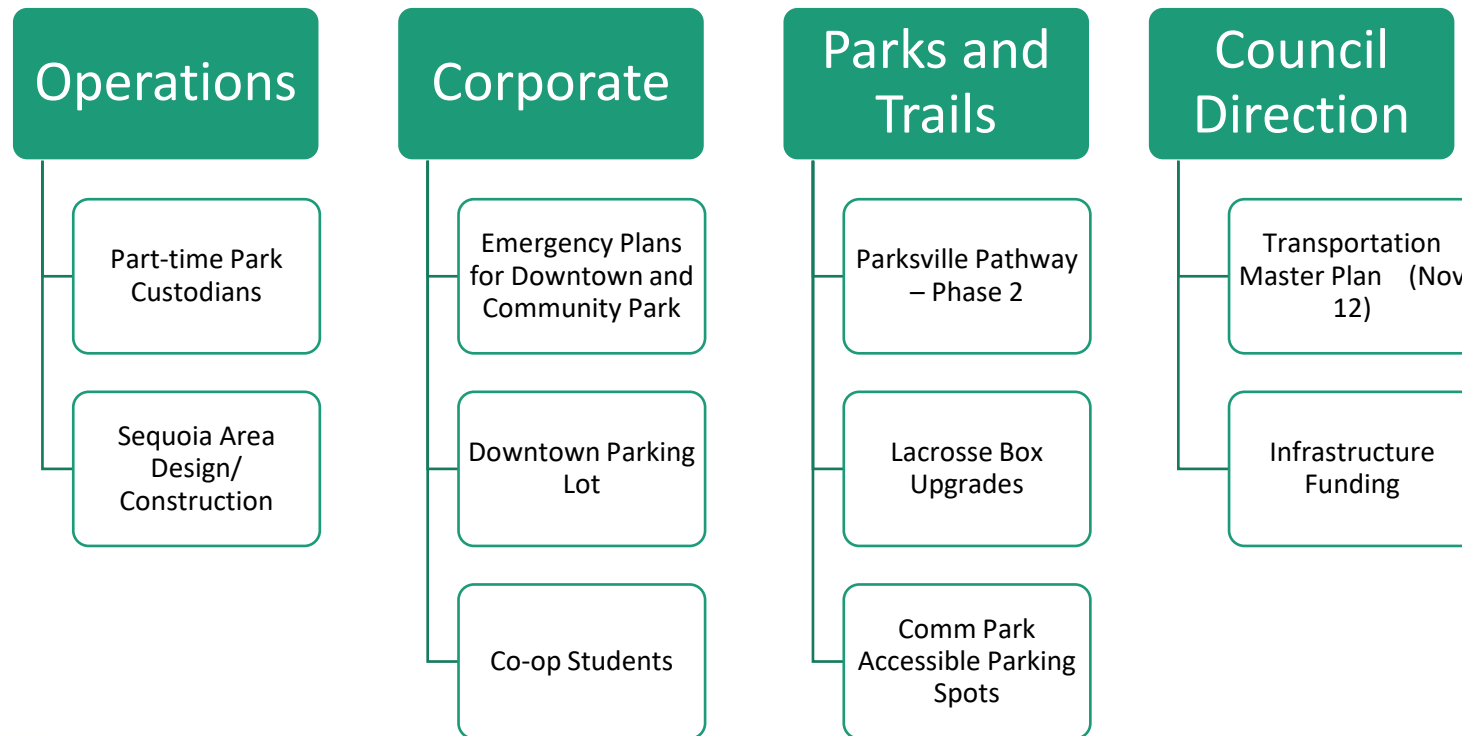 Operations
Part-time Park
Custodians
Sequoia Area
Design/
Construction
Corporate
Emergency Plans
for Downtown and
Community Park
Downtown Parking
Lot
Co-op Students
Parks and
Trails
Parksville Pathway
– Phase 2
Lacrosse Box
Upgrades
Comm Park
Accessible Parking
Spots
Council
Direction
Transportation
Master Plan (Nov
12)
Infrastructure
Funding